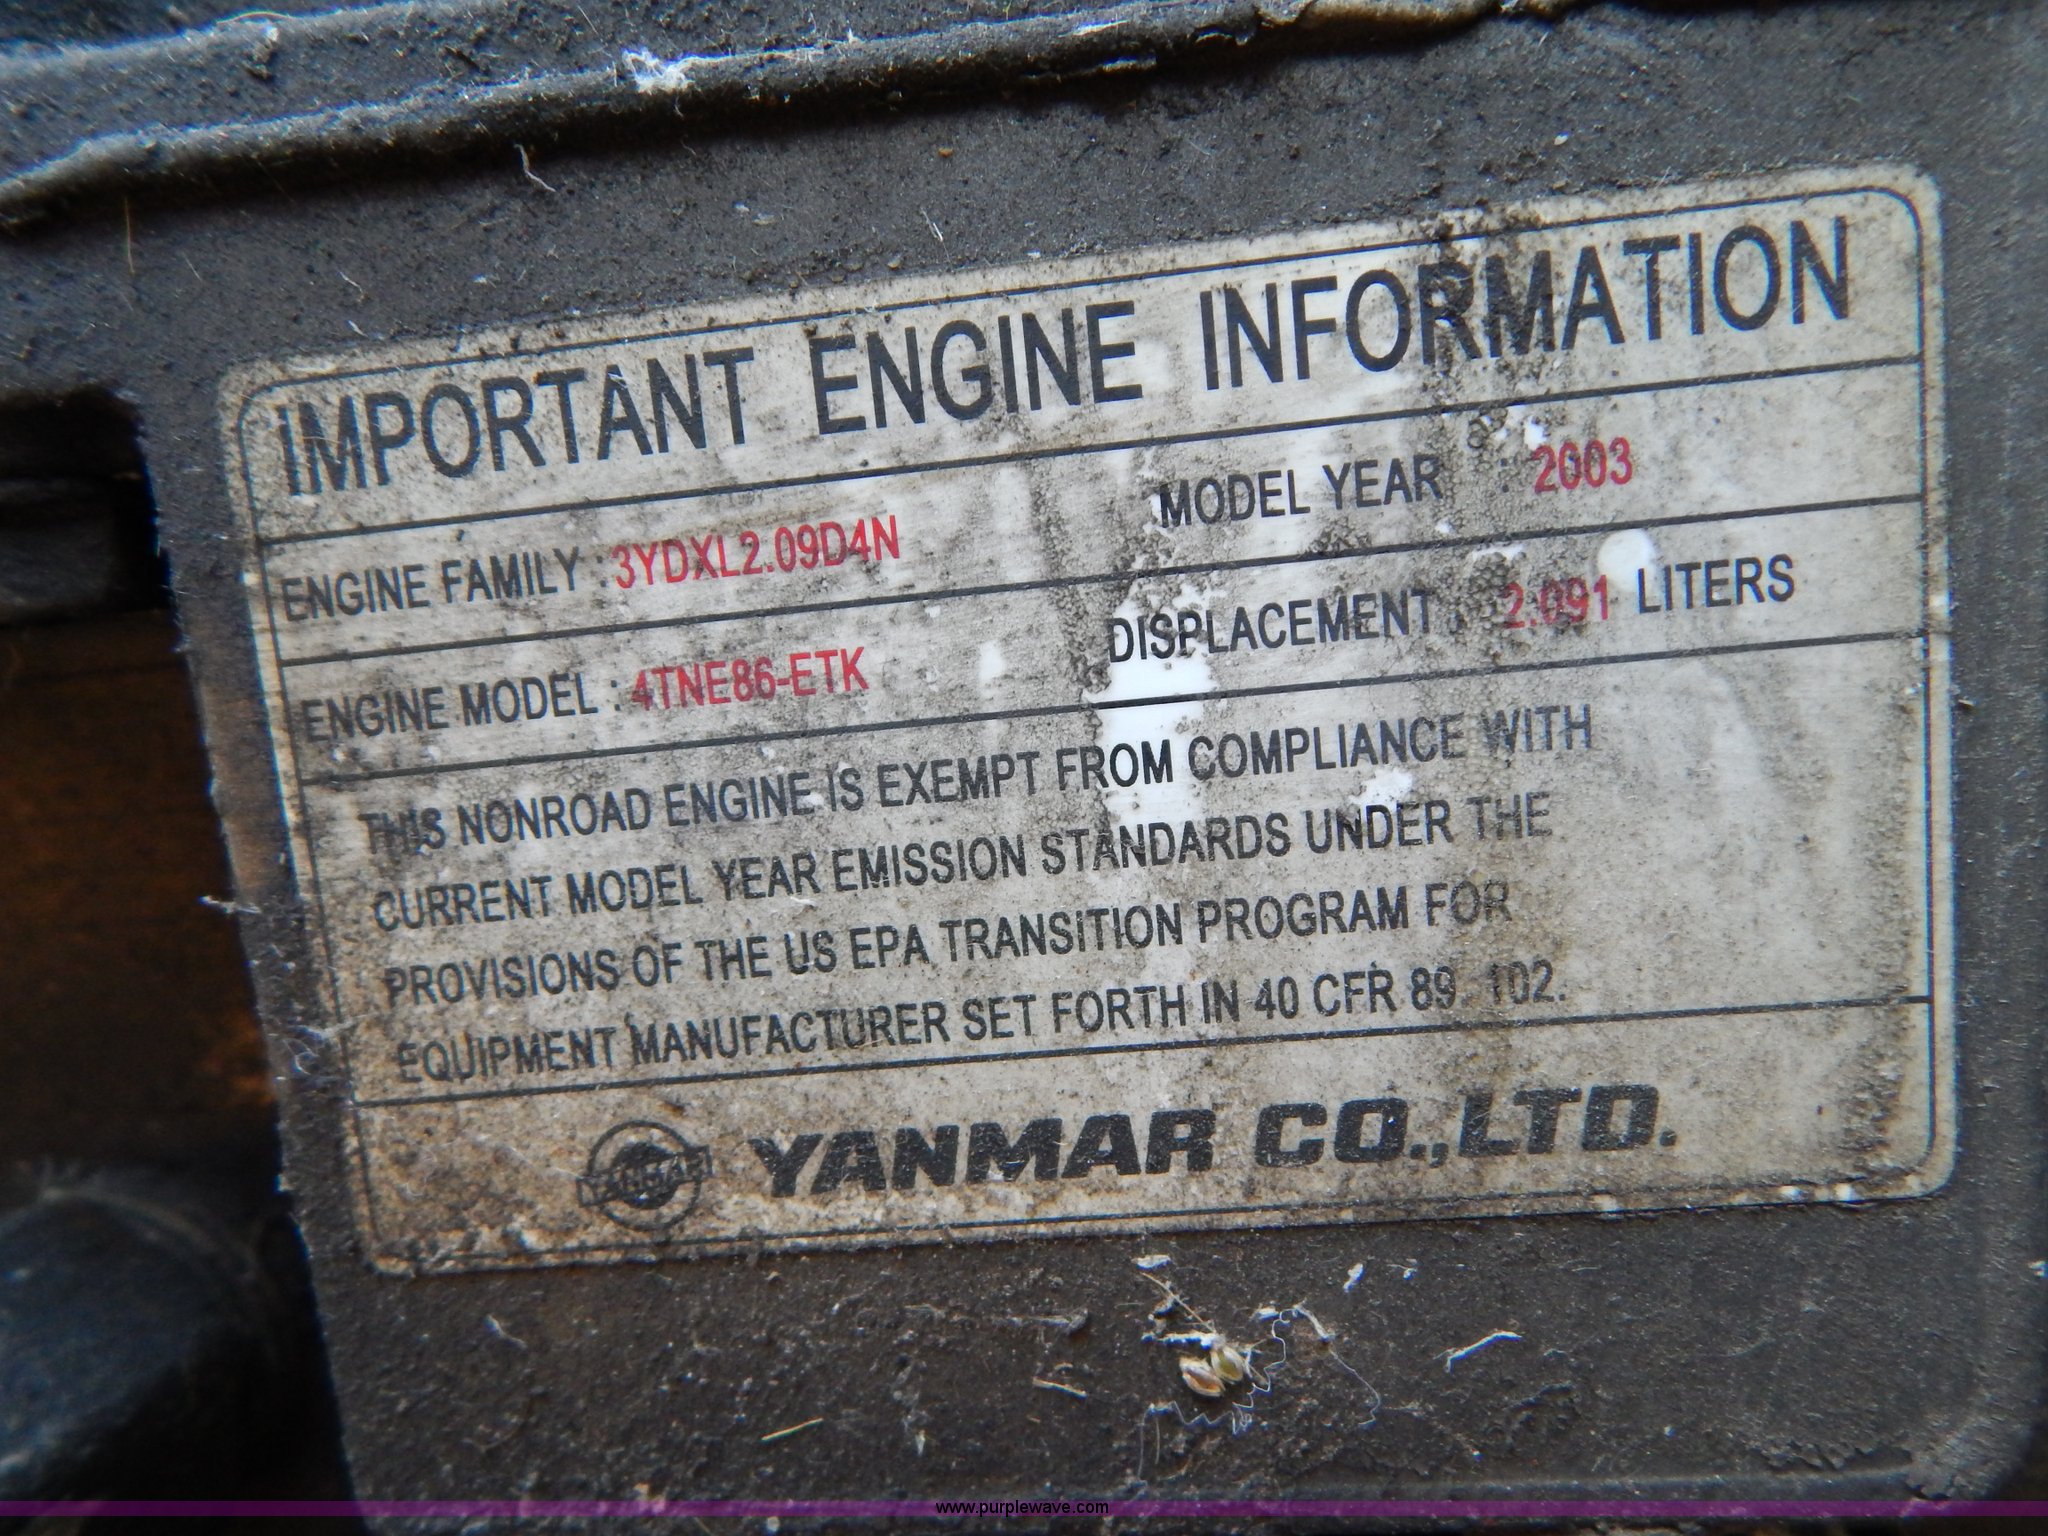 IMPORTANT ENGINE INFORMATION
ENGINE FAMILY : 3YDXL2.09D4N MODEL YEAR : 2003
ENGINE MODEL : 4TNE86-ETK DISPLACEMENT : 2.091 LITERS
THIS NONROAD ENGINE IS EXEMPT FROM COMPLIANCE WITH
CURRENT MODEL YEAR EMISSION STANDARDS UNDER THE
PROVISIONS OF THE US EPA TRANSITION PROGRAM FOR
EQUIPMENT MANUFACTURER SET FORTH IN 40 CFR 89. 102.
YANMAR YANMAR CO.,LTD.
www.purplewave.com